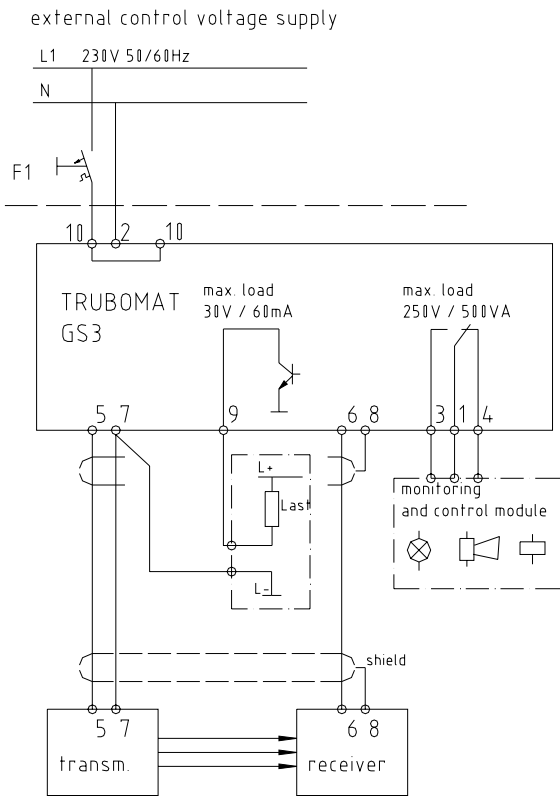 external control voltage supply
L1 230V 50/60Hz
N
F1
10 2 10
TRUBOMAT
GS3
max. load
30V / 60mA
max. load
250V / 500VA
5 7 9 6 8 3 1 4
L+
Last
L-
monitoring
and control module
shield
5 7 6 8
transm. receiver